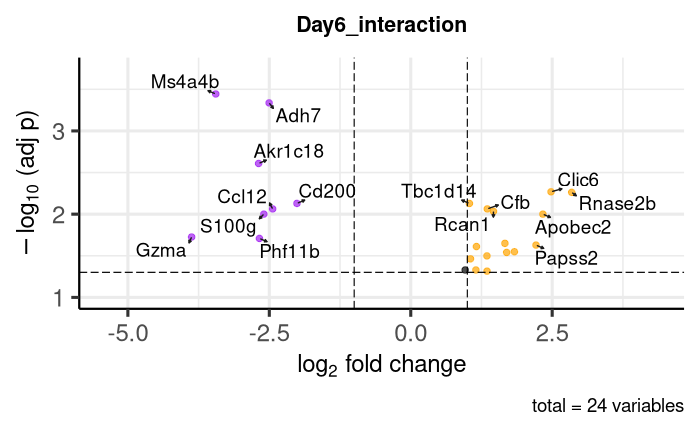 Day6_interaction
Ms4a4b
Adh7
Akr1c18
Ccl12
Cd200
S100g
Gzma
Phf11b
Tbc1d14
Cfb
Rcan1
Clic6
Rnase2b
Apobec2
Papss2
− log10 (adj p)
3
2
1
-5.0
-2.5
0.0
2.5
log2 fold change
total = 24 variables